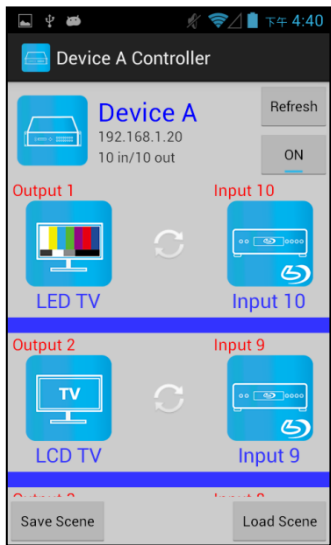 下午 4:40
Device A Controller
Device A
192.168.1.20
10 in/10 out
Refresh
ON
Output 1
Input 10
LED TV
Input 10
Output 2
Input 9
TV
LCD TV
Input 9
Save Scene
Load Scene